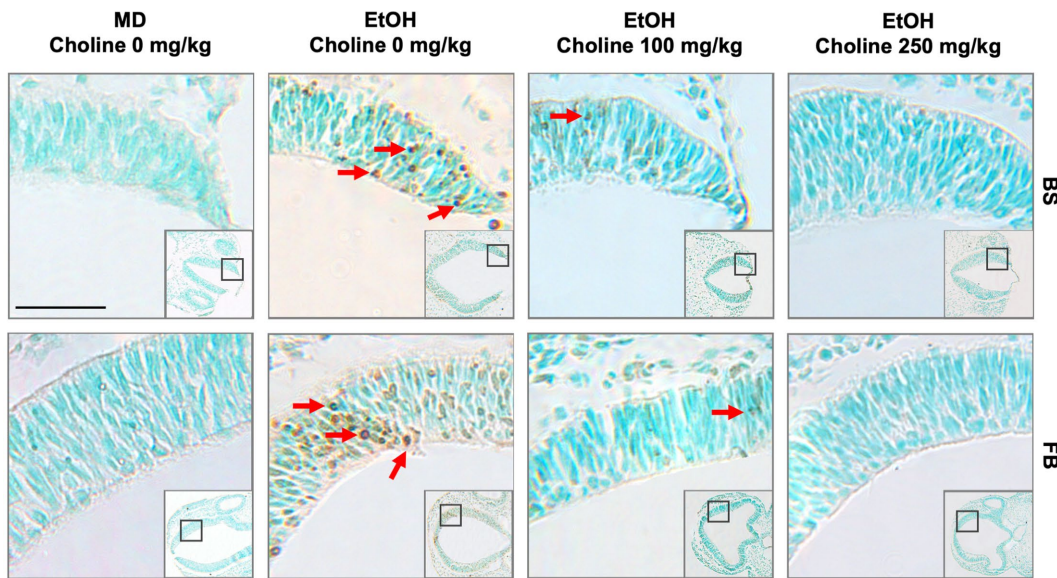 MD
Choline 0 mg/kg
EtOH
Choline 0 mg/kg
EtOH
Choline 100 mg/kg
EtOH
Choline 250 mg/kg
BS
FB